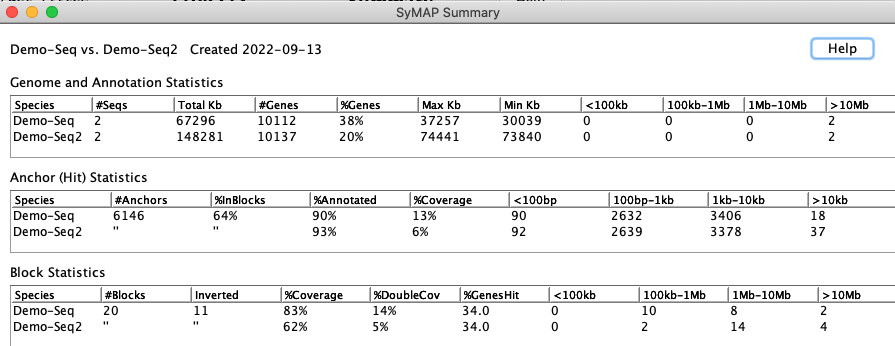 SyMAP Summary
Demo-Seq vs. Demo-Seq2 Created 2022-09-13 Help
Genome and Annotation Statistics
Species #Seqs Total Kb #Genes %Genes Max Kb Min Kb <100kb 100kb-1Mb 1Mb-10Mb >10Mb
Demo-Seq 2 67296 10112 38% 37257 30039 0 0 0 2
Demo-Seq2 2 148281 10137 20% 74441 73840 0 0 0 2
Anchor (Hit) Statistics
Species #Anchors %InBlocks %Annotated %Coverage <100bp 100bp-1kb 1kb-10kb >10kb
Demo-Seq 6146 64% 90% 13% 90 2632 3406 18
Demo-Seq2 " " 93% 6% 92 2639 3378 37
Block Statistics
Species #Blocks Inverted %Coverage %DoubleCov %GenesHit <100kb 100kb-1Mb 1Mb-10Mb >10Mb
Demo-Seq 20 11 83% 14% 34.0 0 10 8 2
Demo-Seq2 " " 62% 5% 34.0 0 2 14 4